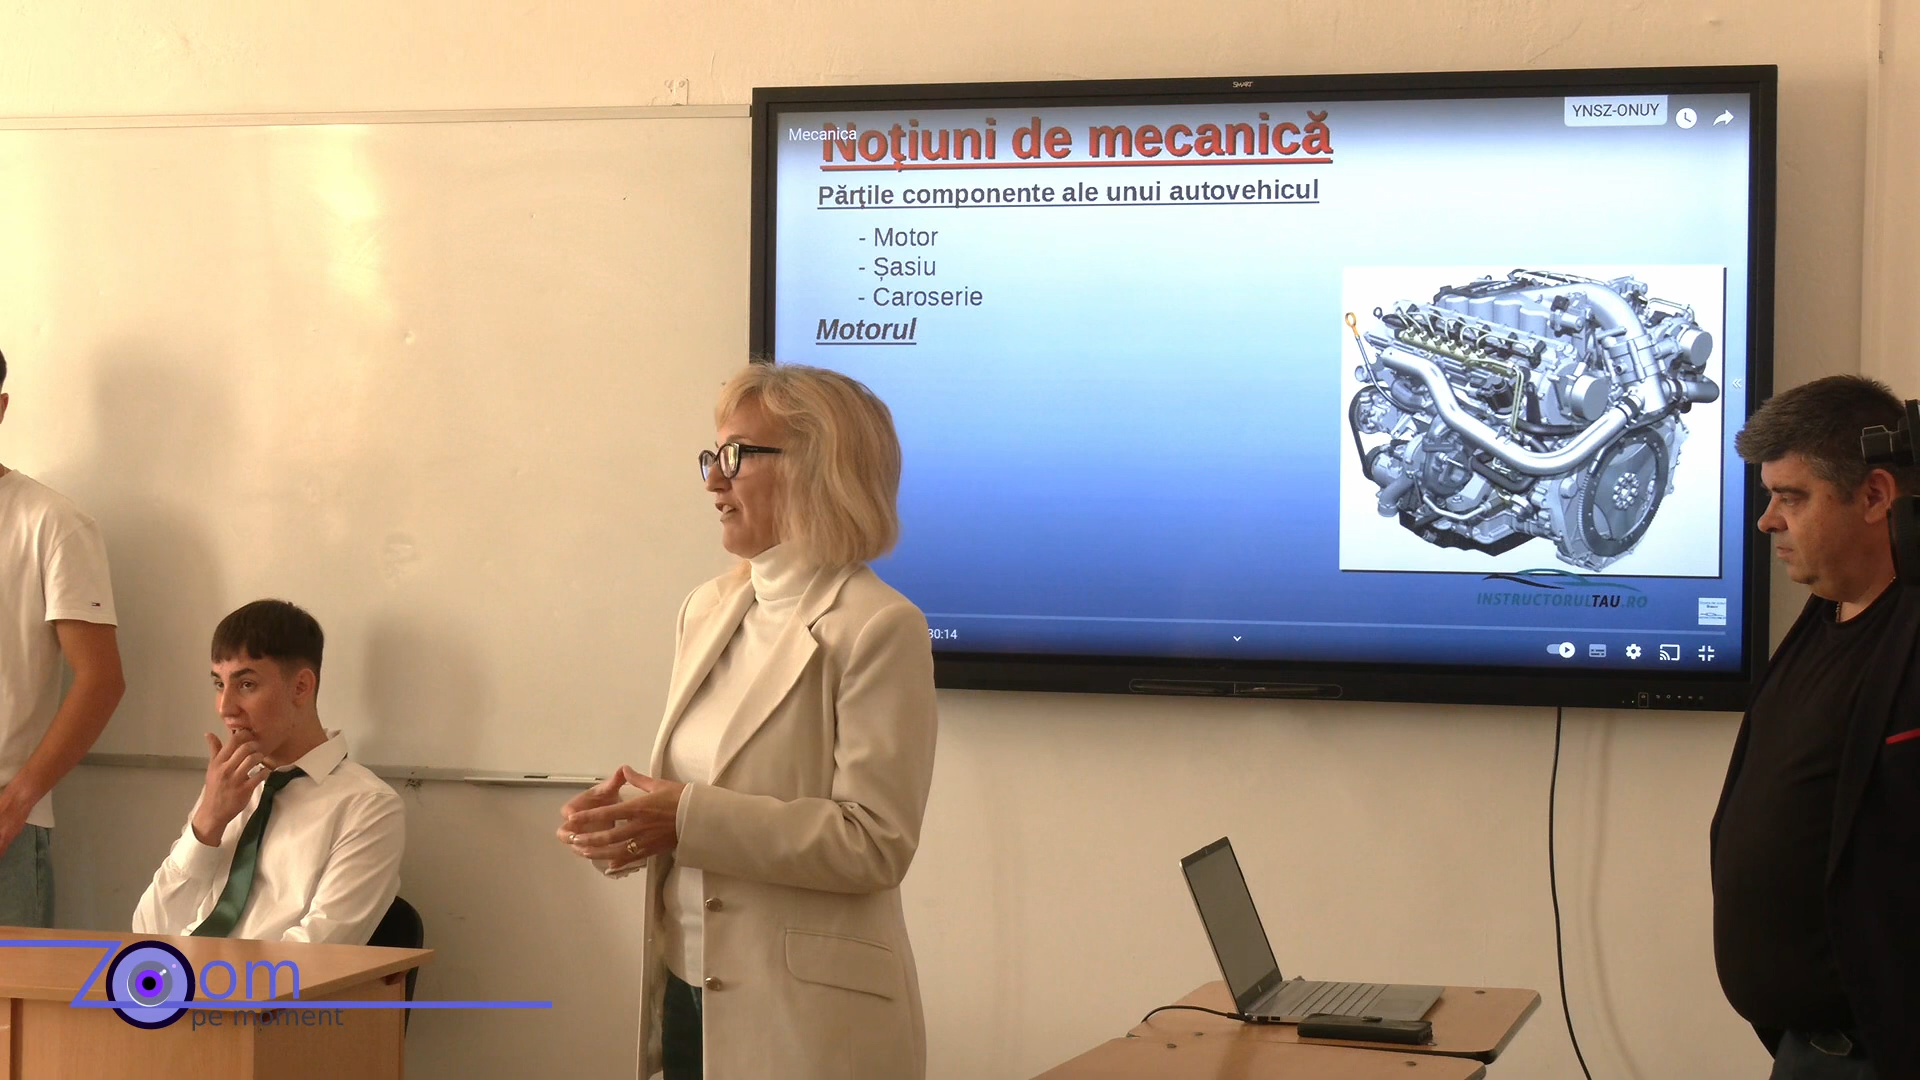 SMART
YNSZ-ONUY
Mecanica
Noțiuni de mecanică
Părțile componente ale unui autovehicul
- Motor
- Șasiu
- Caroserie
Motorul
INSTRUCTORULTAU.RO
30:14
Zoom
pe moment